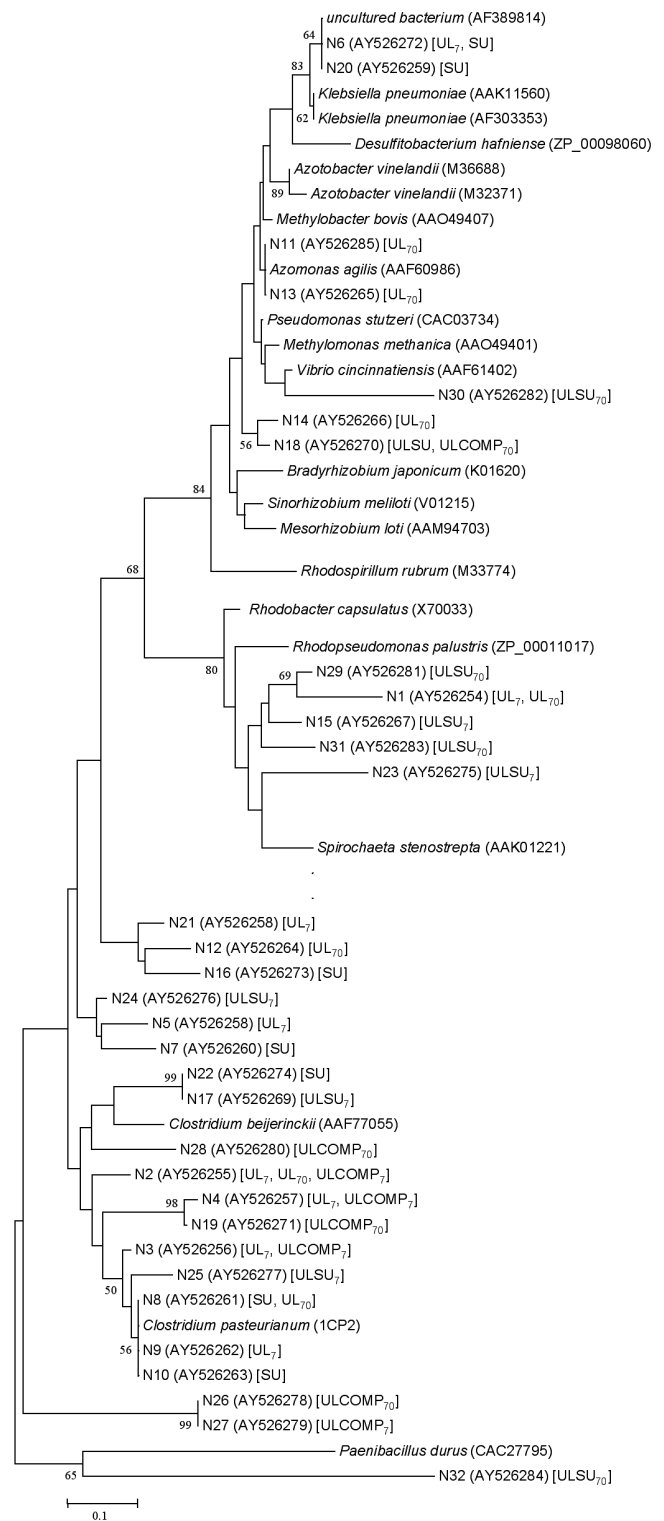 uncultured bacterium (AF389814)
64
N6 (AY526272) [UL7, SU]
N20 (AY526259) [SU]
83
Klebsiella pneumoniae (AAK11560)
62
Klebsiella pneumoniae (AF303353)
Desulfitobacterium hafniense (ZP_00098060)
Azotobacter vinelandii (M36688)
89
Azotobacter vinelandii (M32371)
Methylobacter bovis (AAO49407)
N11 (AY526285) [UL70]
Azomonas agilis (AAF60986)
N13 (AY526265) [UL70]
Pseudomonas stutzeri (CAC03734)
Methylomonas methanica (AAO49401)
Vibrio cincinnatiensis (AAF61402)
N30 (AY526282) [ULSU70]
N14 (AY526266) [UL70]
56
N18 (AY526270) [ULSU, ULCOMP70]
Bradyrhizobium japonicum (K01620)
84
Sinorhizobium meliloti (V01215)
Mesorhizobium loti (AAM94703)
68
Rhodospirillum rubrum (M33774)
Rhodobacter capsulatus (X70033)
Rhodopseudomonas palustris (ZP_00011017)
80
69
N29 (AY526281) [ULSU70]
N1 (AY526254) [UL7, UL70]
N15 (AY526267) [ULSU7]
N31 (AY526283) [ULSU70]
N23 (AY526275) [ULSU7]
Spirochaeta stenostrepta (AAK01221)
N21 (AY526258) [UL7]
N12 (AY526264) [UL70]
N16 (AY526273) [SU]
N24 (AY526276) [ULSU7]
N5 (AY526258) [UL7]
N7 (AY526260) [SU]
99
N22 (AY526274) [SU]
N17 (AY526269) [ULSU7]
Clostridium beijerinckii (AAF77055)
N28 (AY526280) [ULCOMP70]
N2 (AY526255) [UL7, UL70, ULCOMP7]
98
N4 (AY526257) [UL7, ULCOMP7]
N19 (AY526271) [ULCOMP70]
N3 (AY526256) [UL7, ULCOMP7]
50
N25 (AY526277) [ULSU7]
N8 (AY526261) [SU, UL70]
Clostridium pasteurianum (1CP2)
56
N9 (AY526262) [UL7]
N10 (AY526263) [SU]
N26 (AY526278) [ULCOMP70]
99
N27 (AY526279) [ULCOMP7]
Paenibacillus durus (CAC27795)
65
N32 (AY526284) [ULSU70]
0.1